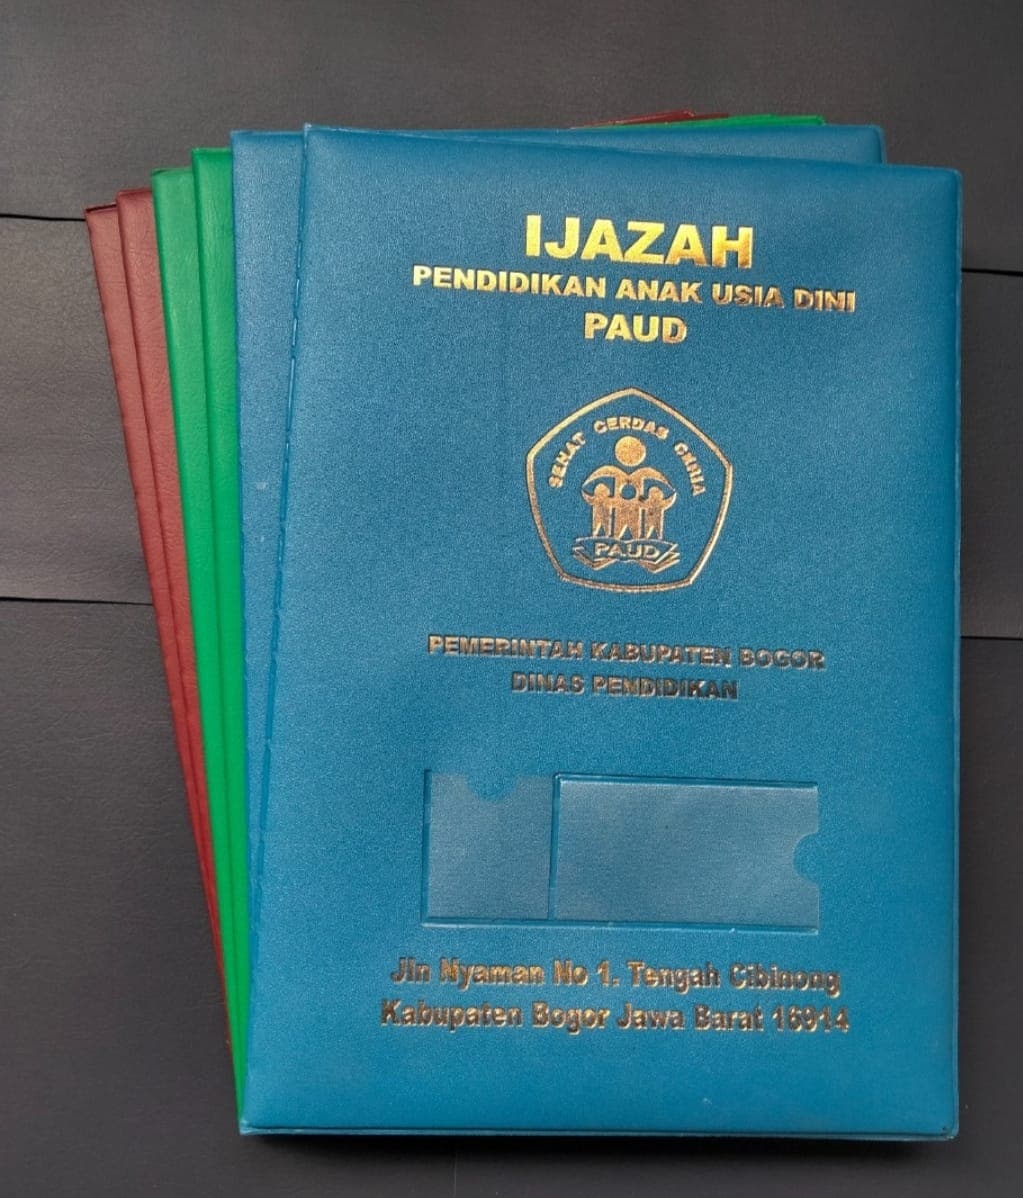 IJAZAH
PENDIDIKAN ANAK USIA DINI
PAUD
SEHAT CERDAS CERIA
PAUD
PEMERINTAH KABUPATEN BOGOR
DINAS PENDIDIKAN
Jln Nyaman No 1. Tengah Cibinong
Kabupaten Bogor Jawa Barat 16914